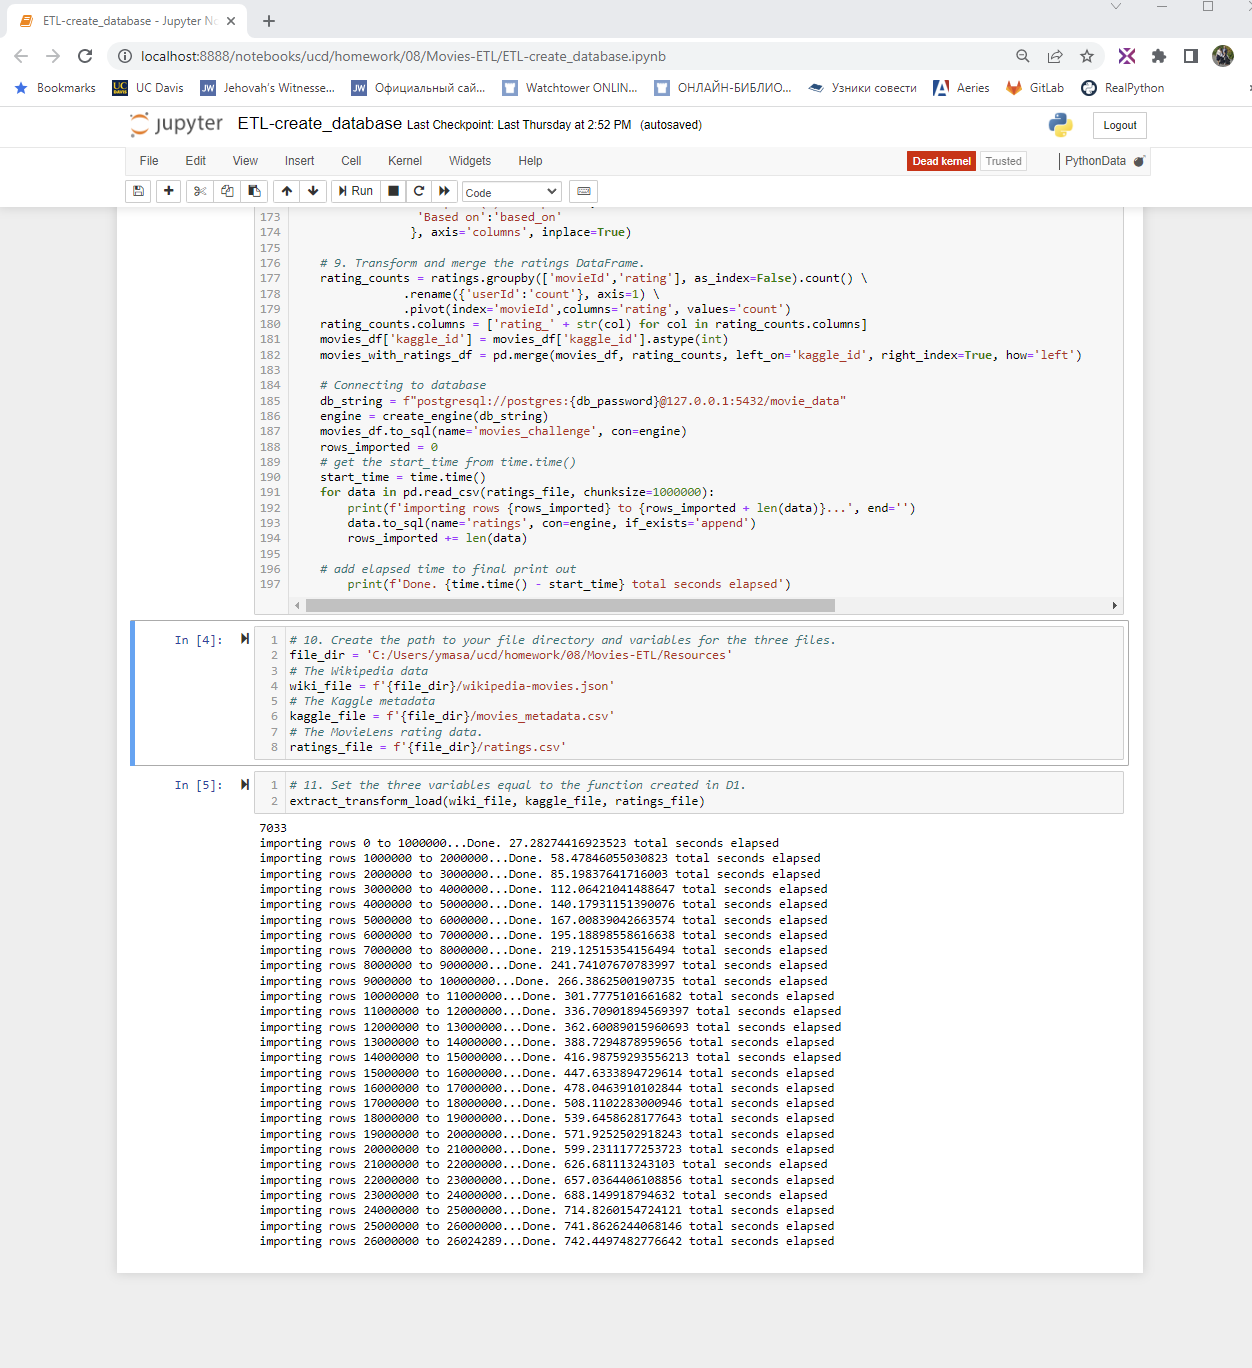 ETL-create_database - Jupyter No
localhost:8888/notebooks/ucd/homework/08/Movies-ETL/ETL-create_database.ipynb
Bookmarks
UC Davis
Jehovah's Witnesse...
Официальный сай...
Watchtower ONLIN...
ОНЛАЙН-БИБЛИО...
Узники совести
Aeries
GitLab
RealPython
jupyter ETL-create_database Last Checkpoint: Last Thursday at 2:52 PM (autosaved)
Logout
File Edit View Insert Cell Kernel Widgets Help
Dead kernel
Trusted
PythonData
Run
Code
173 'Based on':'based_on'
174 }, axis='columns', inplace=True)
175
176 # 9. Transform and merge the ratings DataFrame.
177 rating_counts = ratings.groupby(['movieId','rating'], as_index=False).count() \
178 .rename({'userId':'count'}, axis=1) \
179 .pivot(index='movieId',columns='rating', values='count')
180 rating_counts.columns = ['rating_' + str(col) for col in rating_counts.columns]
181 movies_df['kaggle_id'] = movies_df['kaggle_id'].astype(int)
182 movies_with_ratings_df = pd.merge(movies_df, rating_counts, left_on='kaggle_id', right_index=True, how='left')
183
184 # Connecting to database
185 db_string = f"postgresql://postgres:{db_password}@127.0.0.1:5432/movie_data"
186 engine = create_engine(db_string)
187 movies_df.to_sql(name='movies_challenge', con=engine)
188 rows_imported = 0
189 # get the start_time from time.time()
190 start_time = time.time()
191 for data in pd.read_csv(ratings_file, chunksize=1000000):
192 print(f'importing rows {rows_imported} to {rows_imported + len(data)}...', end='')
193 data.to_sql(name='ratings', con=engine, if_exists='append')
194 rows_imported += len(data)
195
196 # add elapsed time to final print out
197 print(f'Done. {time.time() - start_time} total seconds elapsed')
In [4]:
1 # 10. Create the path to your file directory and variables for the three files.
2 file_dir = 'C:/Users/ymasa/ucd/homework/08/Movies-ETL/Resources'
3 # The Wikipedia data
4 wiki_file = f'{file_dir}/wikipedia-movies.json'
5 # The Kaggle metadata
6 kaggle_file = f'{file_dir}/movies_metadata.csv'
7 # The MovieLens rating data.
8 ratings_file = f'{file_dir}/ratings.csv'
In [5]:
1 # 11. Set the three variables equal to the function created in D1.
2 extract_transform_load(wiki_file, kaggle_file, ratings_file)
7033
importing rows 0 to 1000000...Done. 27.28274416923523 total seconds elapsed
importing rows 1000000 to 2000000...Done. 58.47846055030823 total seconds elapsed
importing rows 2000000 to 3000000...Done. 85.19837641716003 total seconds elapsed
importing rows 3000000 to 4000000...Done. 112.06421041488647 total seconds elapsed
importing rows 4000000 to 5000000...Done. 140.17931151390076 total seconds elapsed
importing rows 5000000 to 6000000...Done. 167.00839042663574 total seconds elapsed
importing rows 6000000 to 7000000...Done. 195.18898558616638 total seconds elapsed
importing rows 7000000 to 8000000...Done. 219.12515354156494 total seconds elapsed
importing rows 8000000 to 9000000...Done. 241.74107670783997 total seconds elapsed
importing rows 9000000 to 10000000...Done. 266.3862500190735 total seconds elapsed
importing rows 10000000 to 11000000...Done. 301.7775101661682 total seconds elapsed
importing rows 11000000 to 12000000...Done. 336.70901894569397 total seconds elapsed
importing rows 12000000 to 13000000...Done. 362.60089015960693 total seconds elapsed
importing rows 13000000 to 14000000...Done. 388.7294878959656 total seconds elapsed
importing rows 14000000 to 15000000...Done. 416.98759293556213 total seconds elapsed
importing rows 15000000 to 16000000...Done. 447.6333894729614 total seconds elapsed
importing rows 16000000 to 17000000...Done. 478.0463910102844 total seconds elapsed
importing rows 17000000 to 18000000...Done. 508.1102283000946 total seconds elapsed
importing rows 18000000 to 19000000...Done. 539.6458628177643 total seconds elapsed
importing rows 19000000 to 20000000...Done. 571.9252502918243 total seconds elapsed
importing rows 20000000 to 21000000...Done. 599.2311177253723 total seconds elapsed
importing rows 21000000 to 22000000...Done. 626.681113243103 total seconds elapsed
importing rows 22000000 to 23000000...Done. 657.0364406108856 total seconds elapsed
importing rows 23000000 to 24000000...Done. 688.149918794632 total seconds elapsed
importing rows 24000000 to 25000000...Done. 714.8260154724121 total seconds elapsed
importing rows 25000000 to 26000000...Done. 741.8626244068146 total seconds elapsed
importing rows 26000000 to 26024289...Done. 742.4497482776642 total seconds elapsed